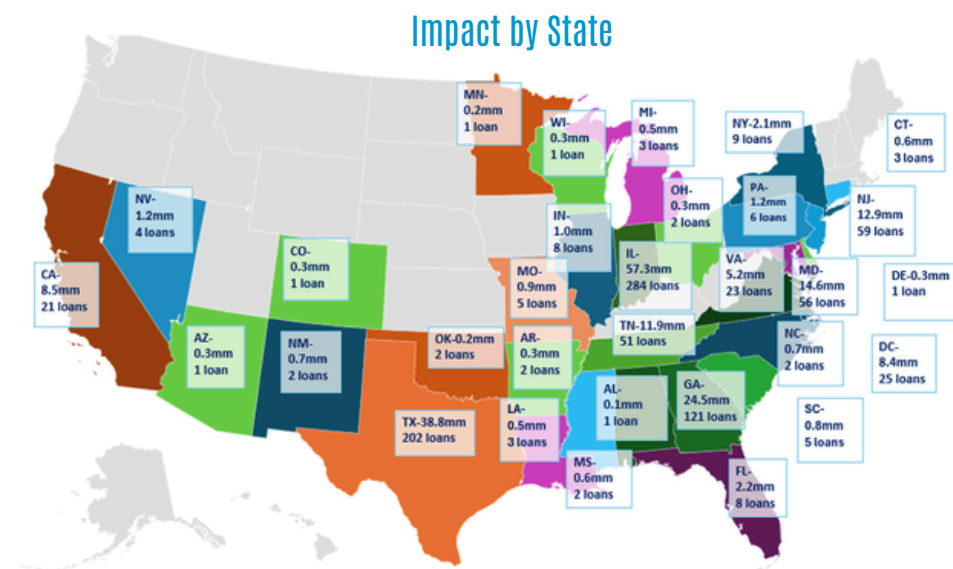 Impact by State
MN-
0.2mm
1 loan
WI-
0.3mm
1 loan
MI-
0.5mm
3 loans
NY-2.1mm
9 loans
CT-
0.6mm
3 loans
NV-
1.2mm
4 loans
OH-
0.3mm
2 loans
PA-
1.2mm
6 loans
NJ-
12.9mm
59 loans
IN-
1.0mm
8 loans
CO-
0.3mm
1 loan
IL-
57.3mm
284 loans
VA-
5.2mm
23 loans
CA-
8.5mm
21 loans
MO-
0.9mm
5 loans
MD-
14.6mm
56 loans
DE-0.3mm
1 loan
TN-11.9mm
51 loans
AZ-
0.3mm
1 loan
NM-
0.7mm
2 loans
OK-0.2mm
2 loans
AR-
0.3mm
2 loans
NC-
0.7mm
2 loans
DC-
8.4mm
25 loans
AL-
0.1mm
1 loan
GA-
24.5mm
121 loans
TX-38.8mm
202 loans
LA-
0.5mm
3 loans
SC-
0.8mm
5 loans
MS-
0.6mm
2 loans
FL-
2.2mm
8 loans